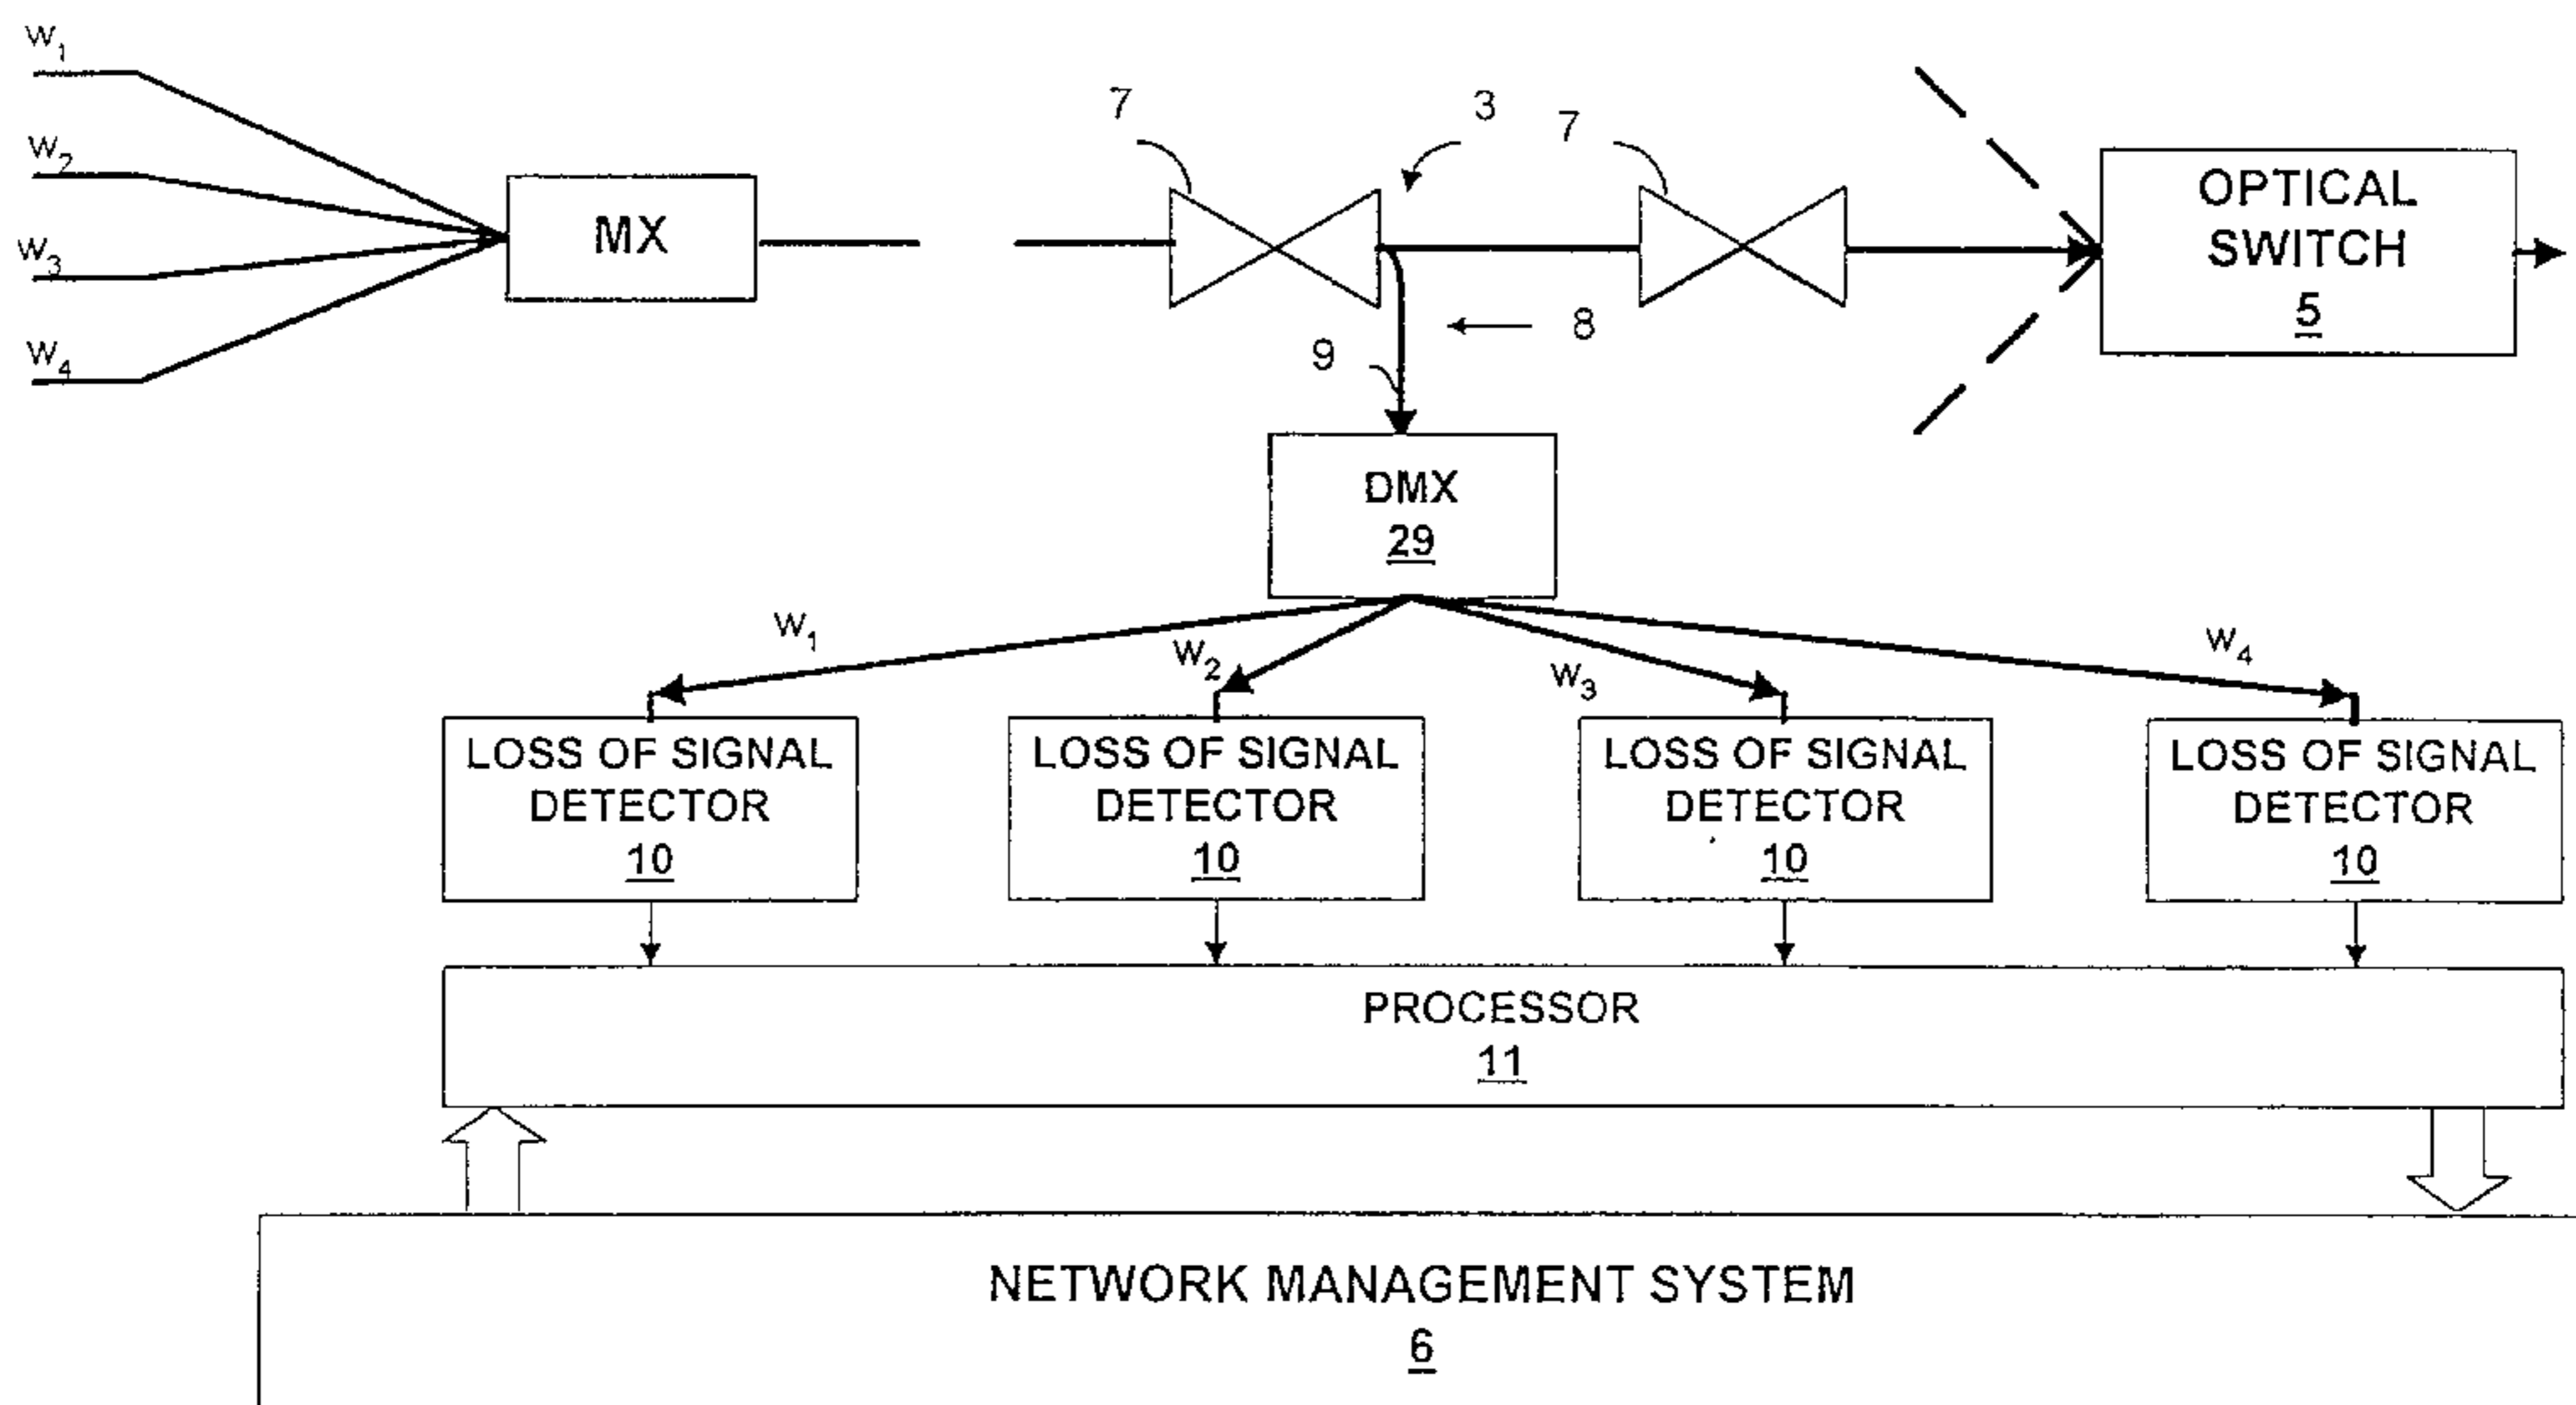 W1
W2
W3
W4
MX
7
3
7
8
9
OPTICAL
SWITCH
5
DMX
29
W1
W2
W3
W4
LOSS OF SIGNAL
DETECTOR
10
LOSS OF SIGNAL
DETECTOR
10
LOSS OF SIGNAL
DETECTOR
10
LOSS OF SIGNAL
DETECTOR
10
PROCESSOR
11
NETWORK MANAGEMENT SYSTEM
6